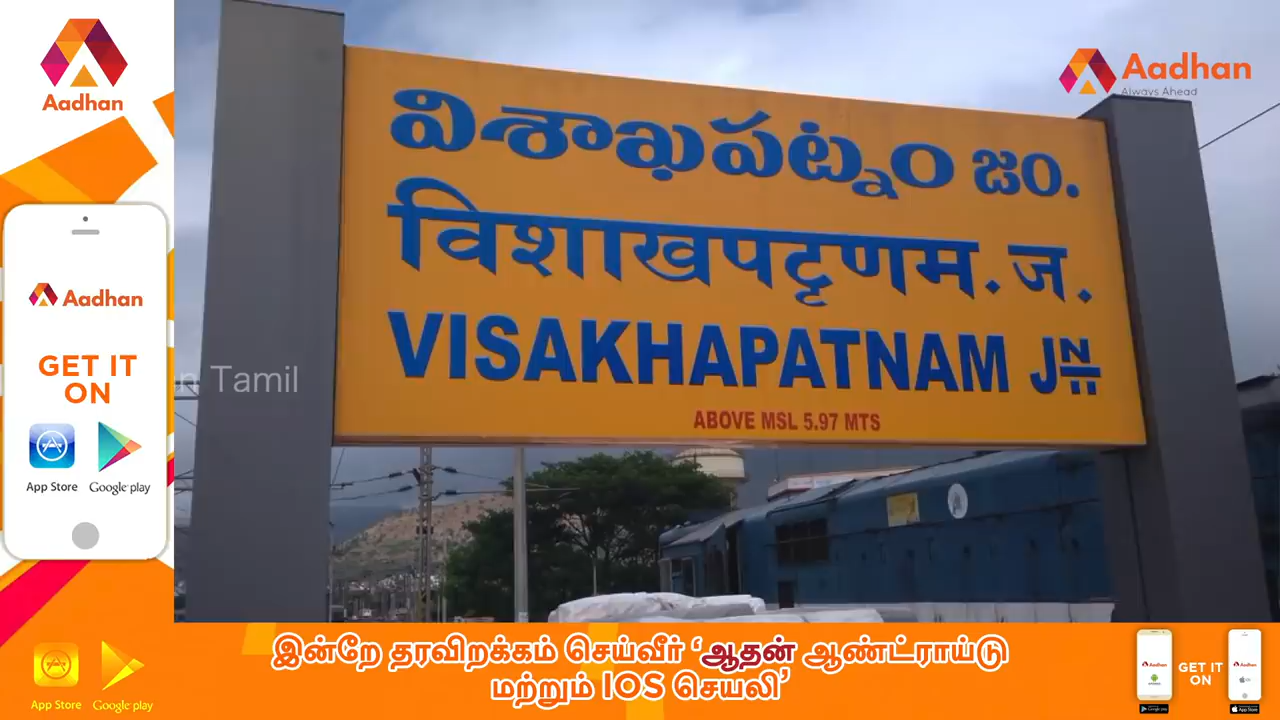 Aadhan
Aadhan
GET IT
ON
App Store
Google play
App Store
Google play
Aadhan
Always Ahead
విశాఖపట్నం జం.
विशाखपट्टणम. ज.
VISAKHAPATNAM JN
ABOVE MSL 5.97 MTS
Tamil
இன்றே தரவிறக்கம் செய்வீர் ‘ஆதன் ஆண்ட்ராய்டு
மற்றும் IOS செயலி’
GET IT
ON